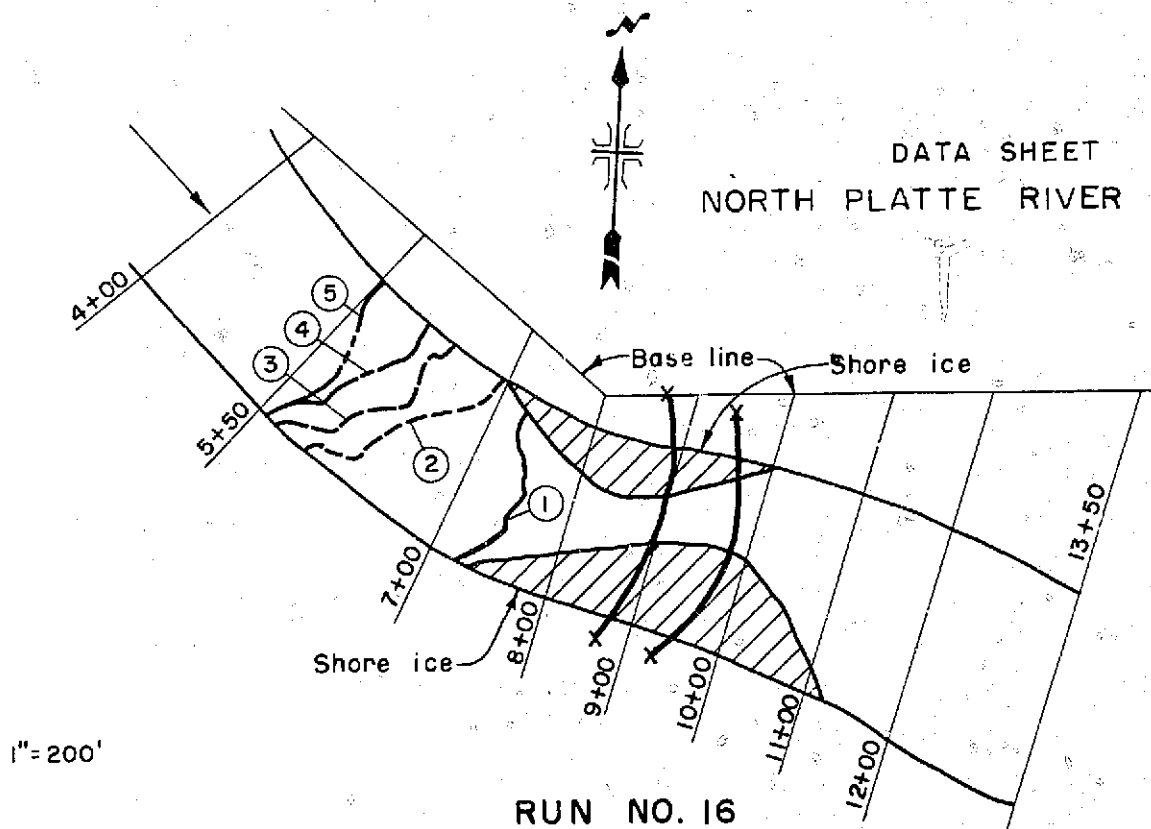 N
DATA SHEET
NORTH PLATTE RIVER
4+00
5
4
3
Base line
Shore ice
5+50
2
1
13+50
7+00
8+00
Shore ice
9+00
10+00
11+00
12+00
1"=200'
RUN NO. 16